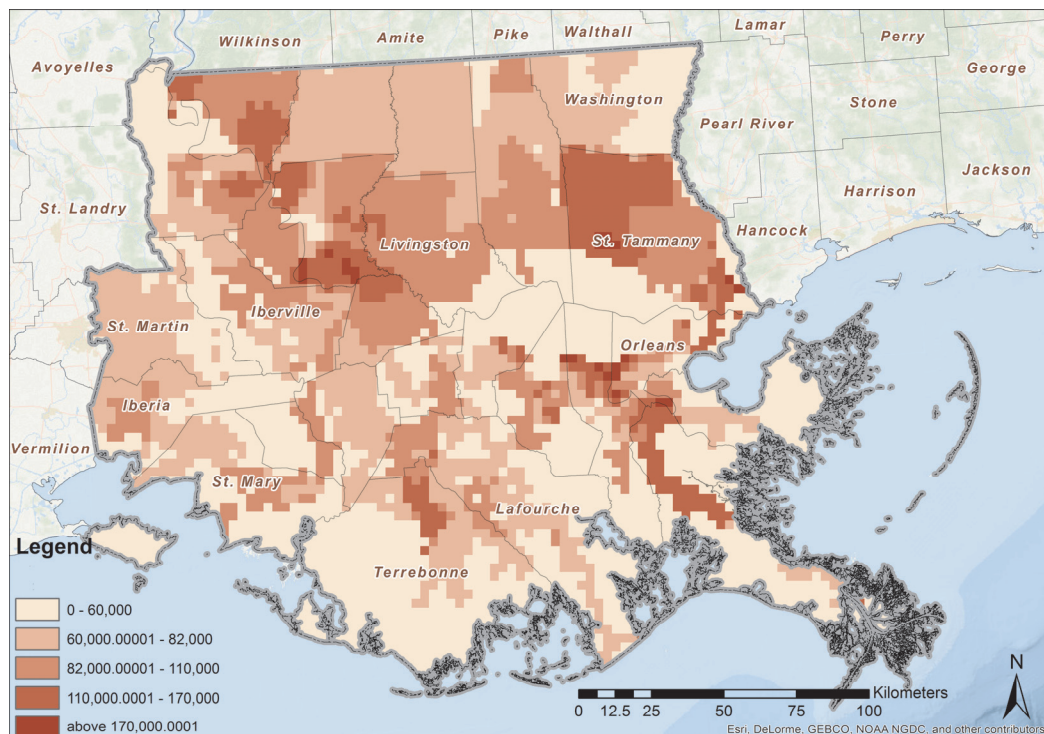 Wilkinson
Amite
Pike
Walthall
Lamar
Perry
Avoyelles
George
Washington
Stone
Pearl River
Jackson
St. Landry
Harrison
Hancock
Livingston
St. Tammany
Iberville
St. Martin
Orleans
Iberia
Vermilion
St. Mary
Lafourche
Terrebonne
Legend
0 - 60,000
60,000.00001 - 82,000
82,000.00001 - 110,000
110,000.0001 - 170,000
above 170,000.0001
N
Kilometers
0 12.5 25 50 75 100
Esri, DeLorme, GEBCO, NOAA NGDC, and other contributors